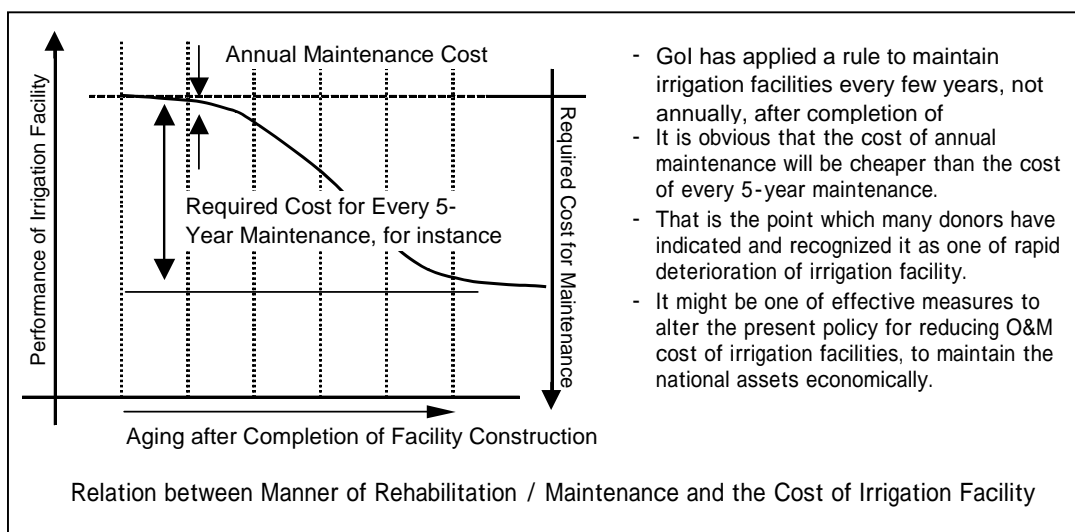 Performance of Irrigation Facility
Annual Maintenance Cost
Required Cost for Every 5-
Year Maintenance, for instance
Required Cost for Maintenance
Aging after Completion of Facility Construction
- GoI has applied a rule to maintain
irrigation facilities every few years, not
annually, after completion of
- It is obvious that the cost of annual
maintenance will be cheaper than the cost
of every 5-year maintenance.
- That is the point which many donors have
indicated and recognized it as one of rapid
deterioration of irrigation facility.
- It might be one of effective measures to
alter the present policy for reducing O&M
cost of irrigation facilities, to maintain the
national assets economically.
Relation between Manner of Rehabilitation / Maintenance and the Cost of Irrigation Facility